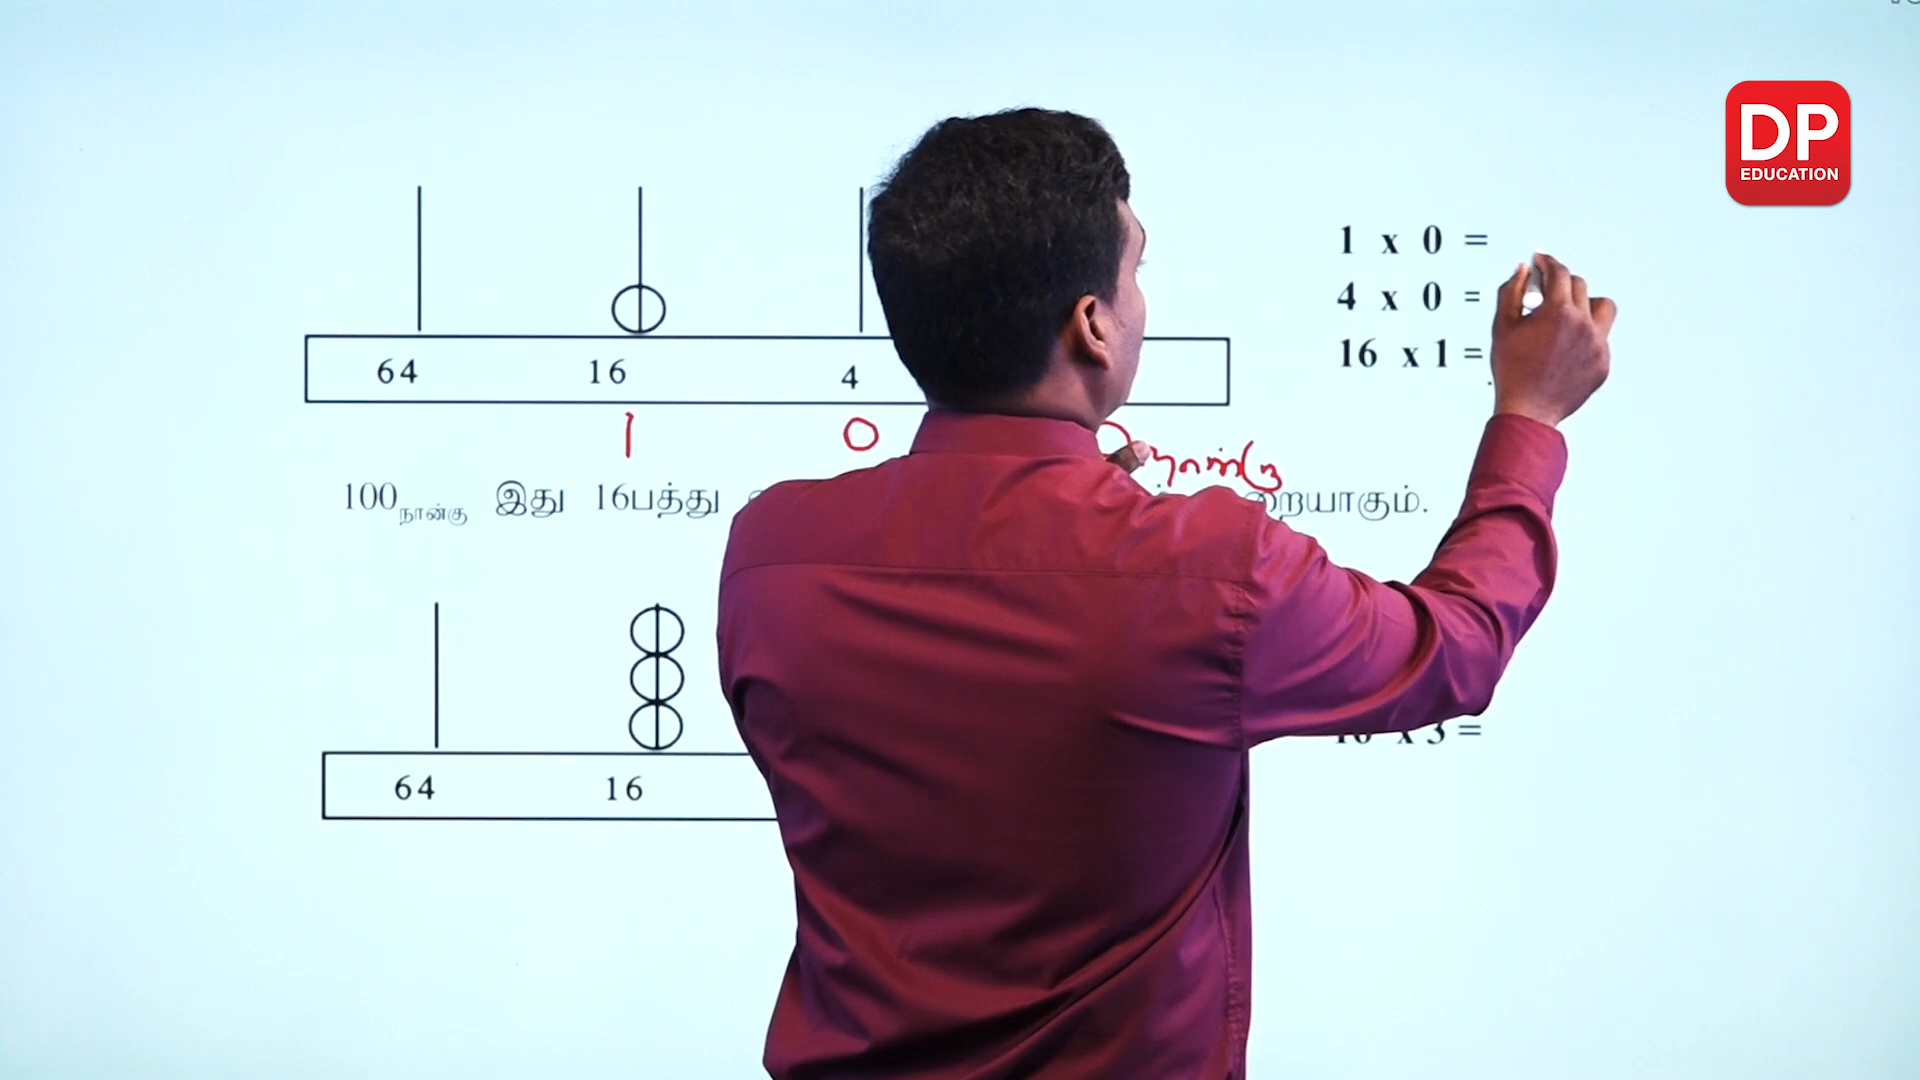 DP
EDUCATION
1 x 0 =
4 x 0 =
16 x 1 =
64 16 4
1 0 நான்கு
100நான்கு இது 16பத்து
x 3 =
64 16